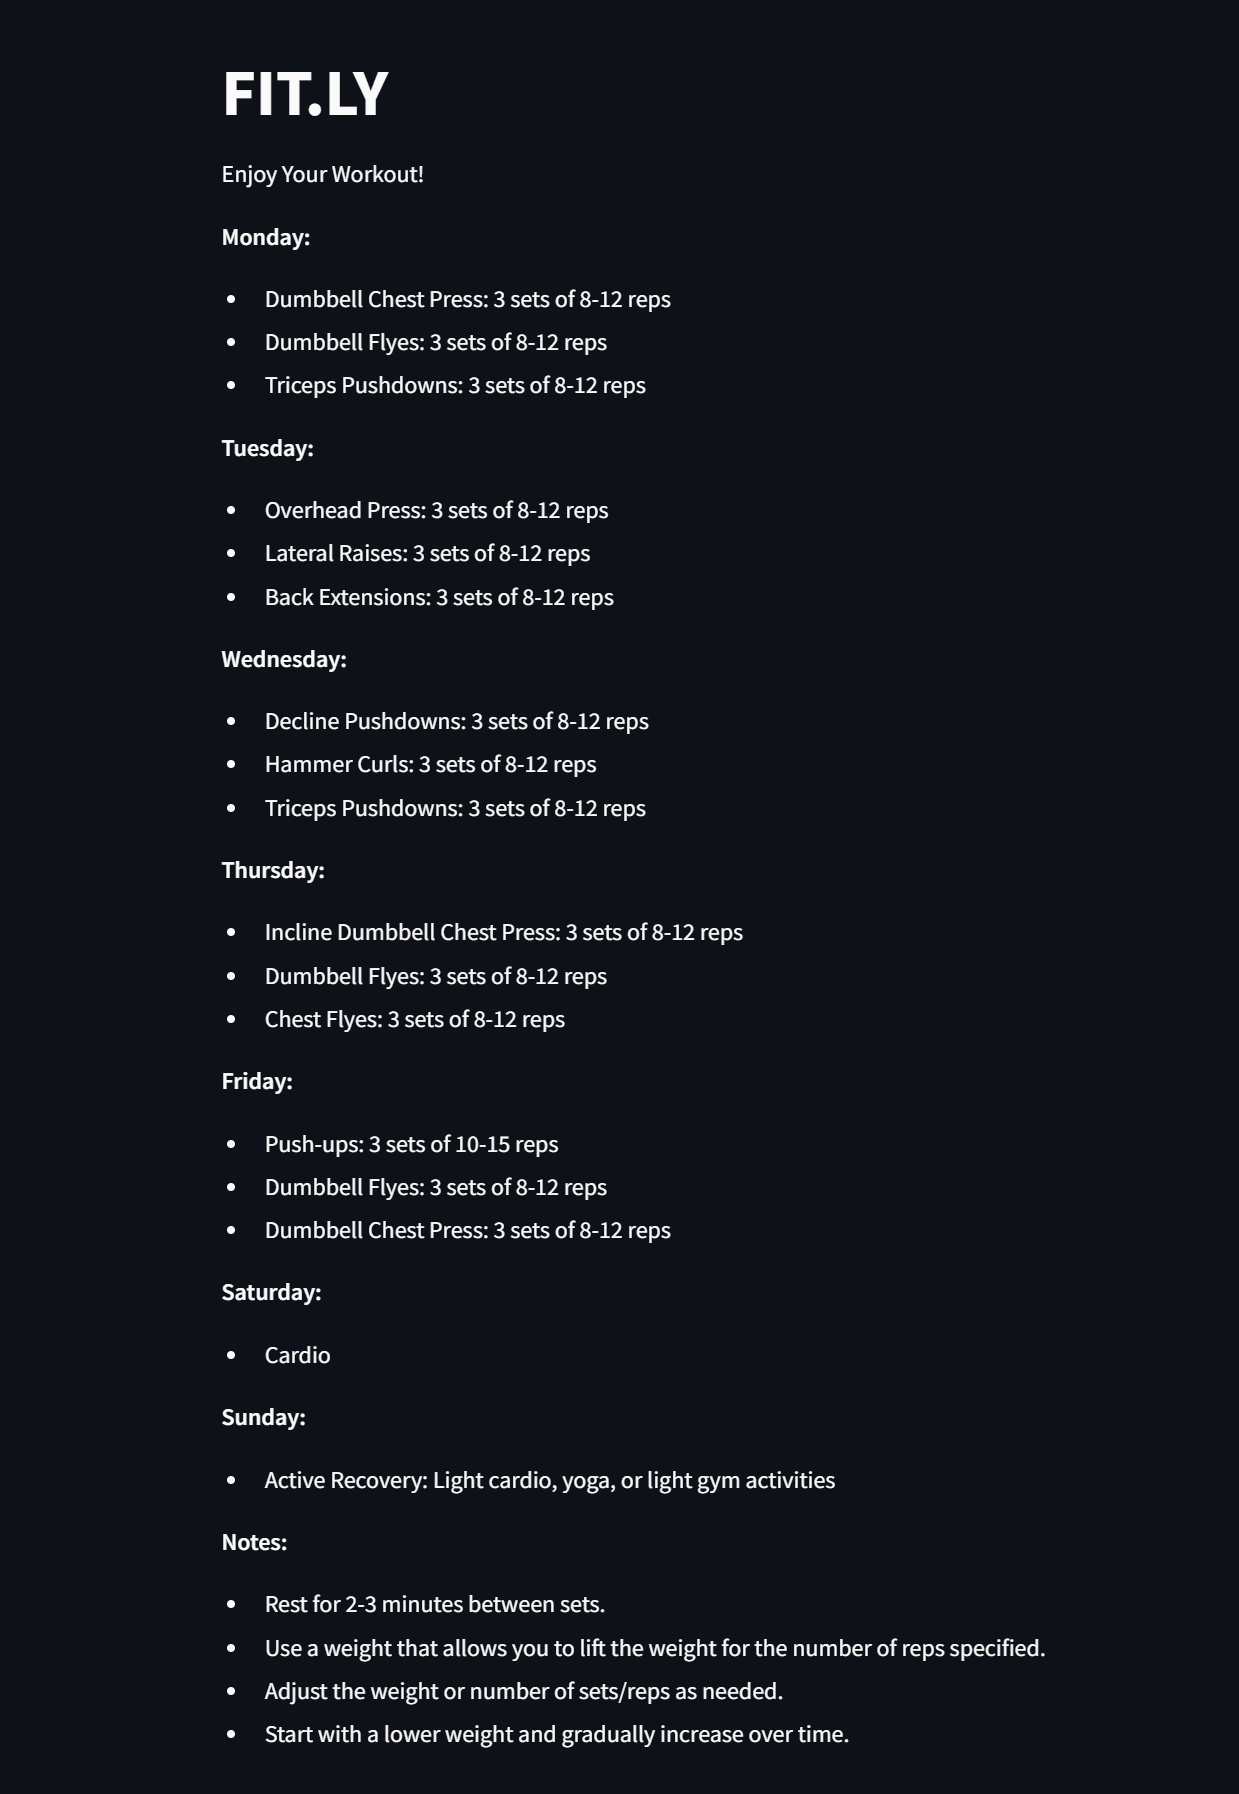 FIT.LY
Enjoy Your Workout!
Monday:
• Dumbbell Chest Press: 3 sets of 8-12 reps
• Dumbbell Flyes: 3 sets of 8-12 reps
• Triceps Pushdowns: 3 sets of 8-12 reps
Tuesday:
• Overhead Press: 3 sets of 8-12 reps
• Lateral Raises: 3 sets of 8-12 reps
• Back Extensions: 3 sets of 8-12 reps
Wednesday:
• Decline Pushdowns: 3 sets of 8-12 reps
• Hammer Curls: 3 sets of 8-12 reps
• Triceps Pushdowns: 3 sets of 8-12 reps
Thursday:
• Incline Dumbbell Chest Press: 3 sets of 8-12 reps
• Dumbbell Flyes: 3 sets of 8-12 reps
• Chest Flyes: 3 sets of 8-12 reps
Friday:
• Push-ups: 3 sets of 10-15 reps
• Dumbbell Flyes: 3 sets of 8-12 reps
• Dumbbell Chest Press: 3 sets of 8-12 reps
Saturday:
• Cardio
Sunday:
• Active Recovery: Light cardio, yoga, or light gym activities
Notes:
• Rest for 2-3 minutes between sets.
• Use a weight that allows you to lift the weight for the number of reps specified.
• Adjust the weight or number of sets/reps as needed.
• Start with a lower weight and gradually increase over time.